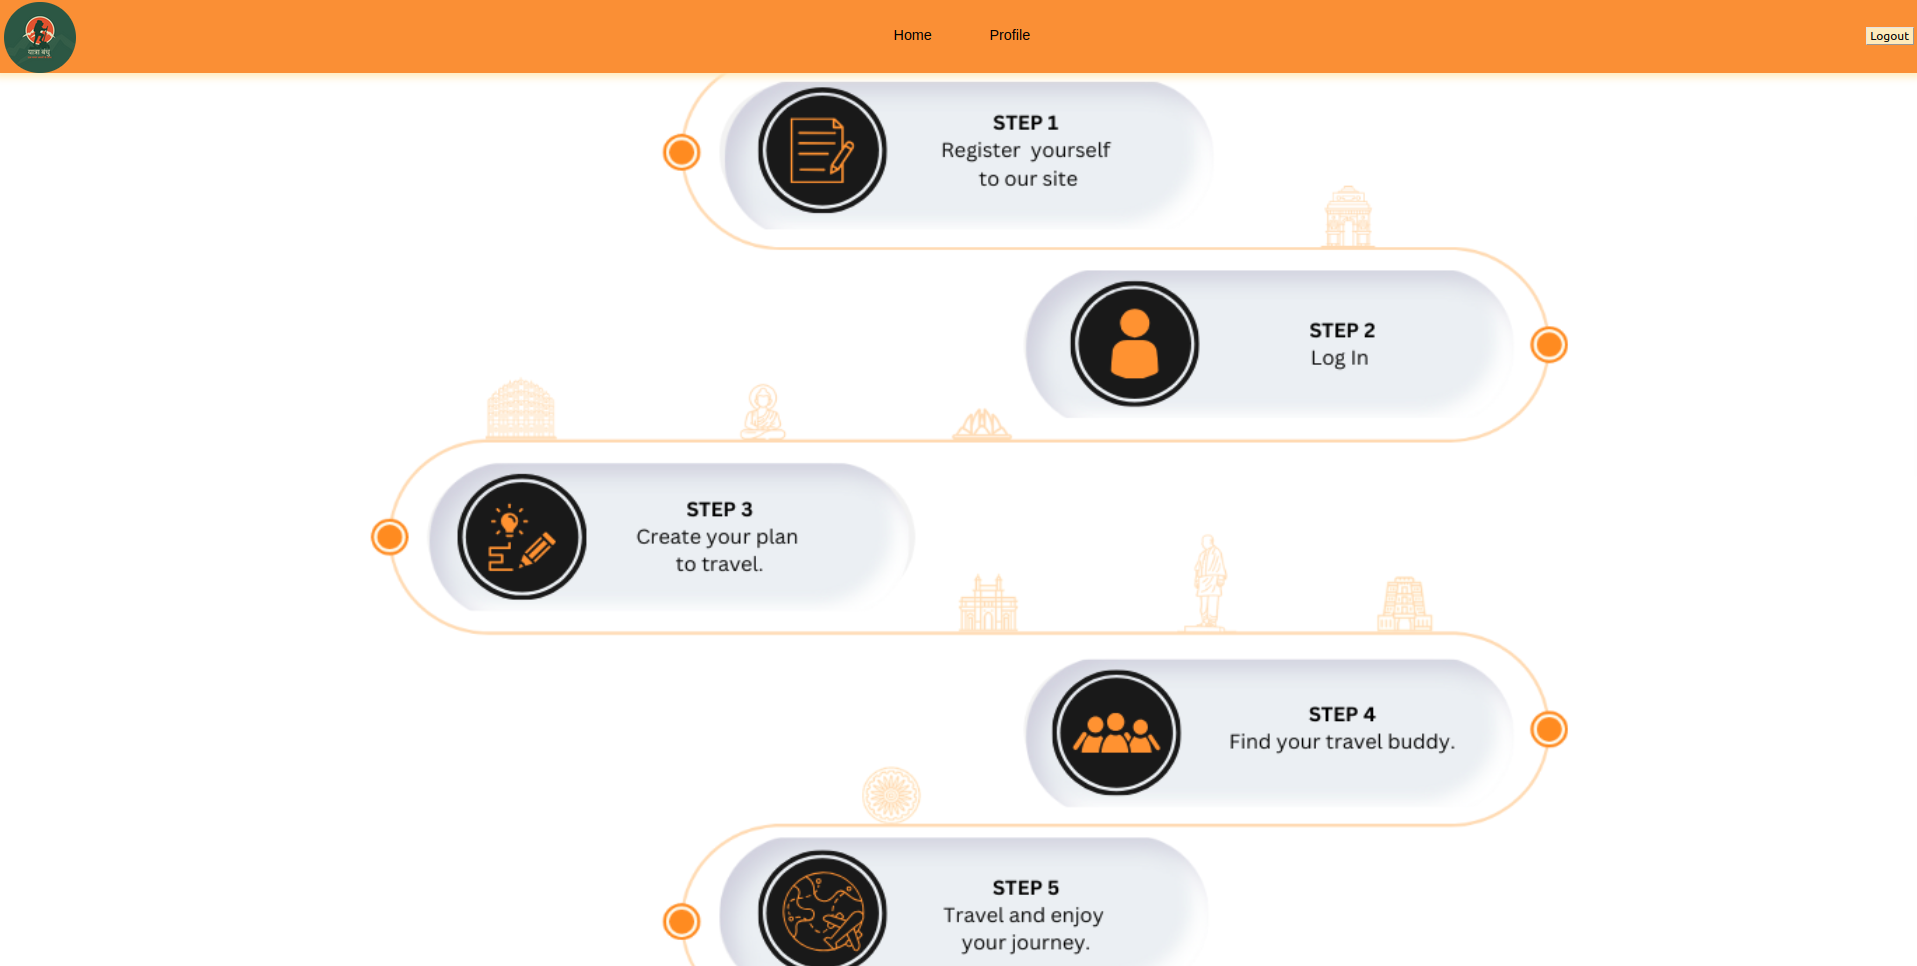 यात्रा बंधु
Home
Profile
Logout
STEP 1
Register yourself
to our site
STEP 2
Log In
STEP 3
Create your plan
to travel.
STEP 4
Find your travel buddy.
STEP 5
Travel and enjoy
your journey.